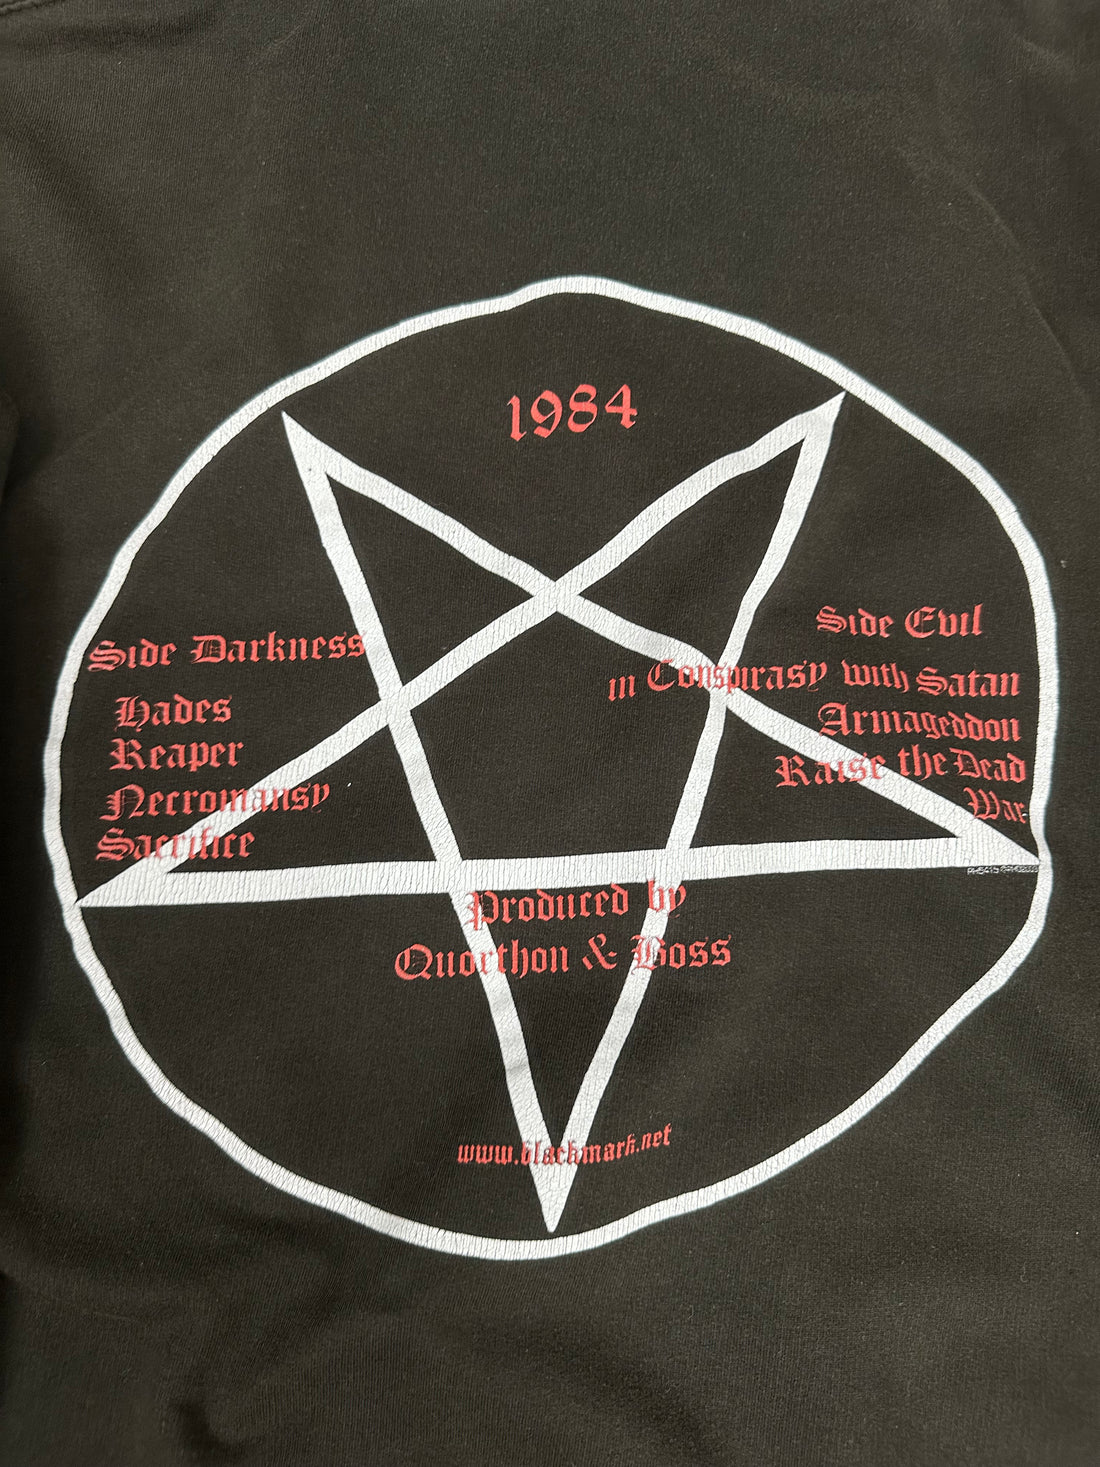 1984
Side Darkness
Hades
Reaper
Necromansy
Sacrifice
Side Evil
in Conspirasy with Satan
Armageddon
Raise the Dead
War
Produced by
Quorthon & Boss
www.blackmark.net